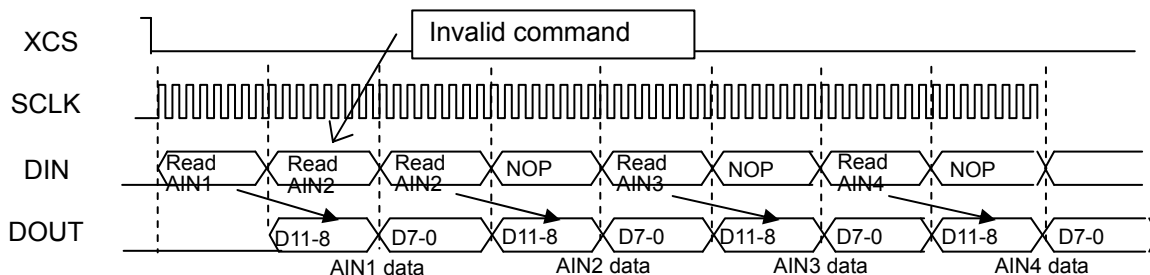 Invalid command
XCS
SCLK
DIN
Read AIN1
Read AIN2
Read AIN2
NOP
Read AIN3
NOP
Read AIN4
NOP
DOUT
D11-8
D7-0
D11-8
D7-0
D11-8
D7-0
D11-8
D7-0
AIN1 data
AIN2 data
AIN3 data
AIN4 data